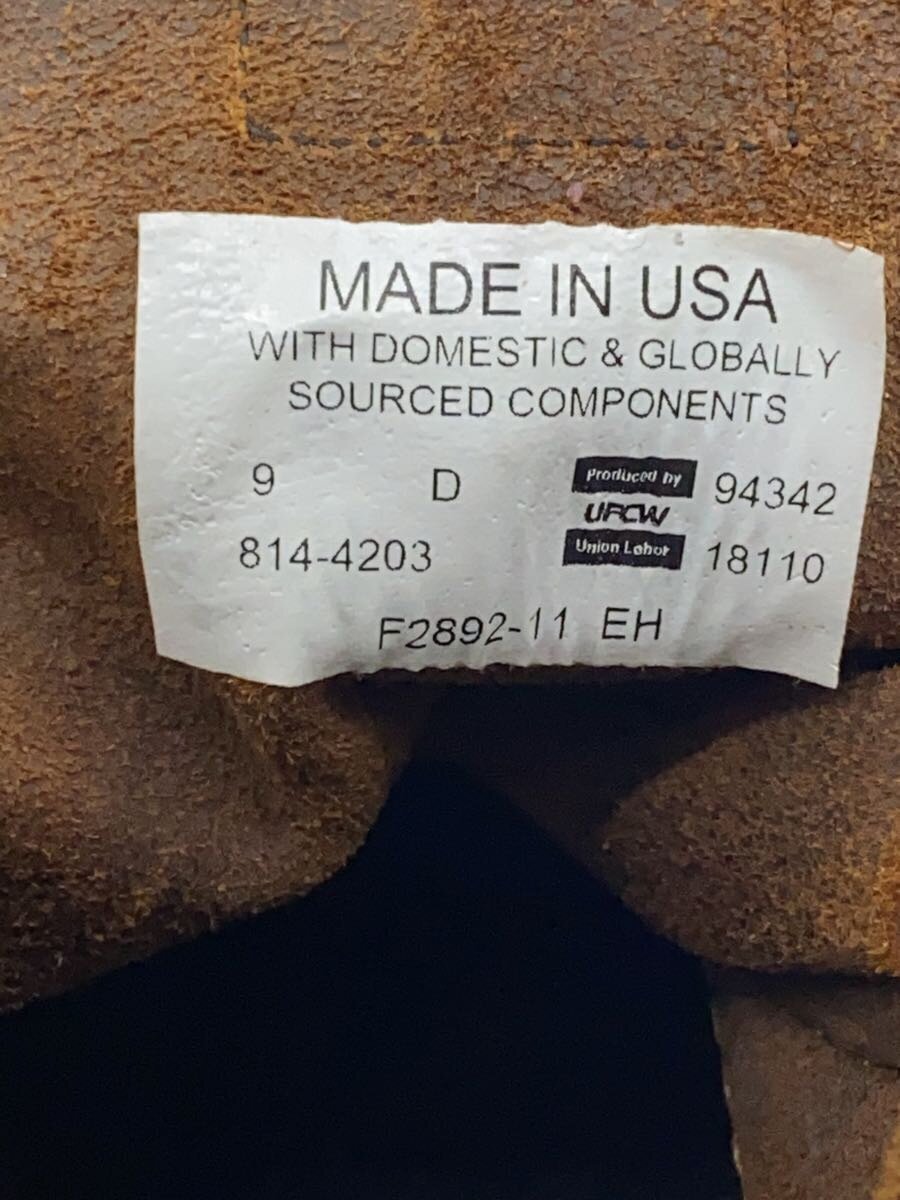 MADE IN USA
WITH DOMESTIC & GLOBALLY
SOURCED COMPONENTS
9 D Produced by 94342
UFCW
814-4203 Union Labor 18110
F2892-11 EH